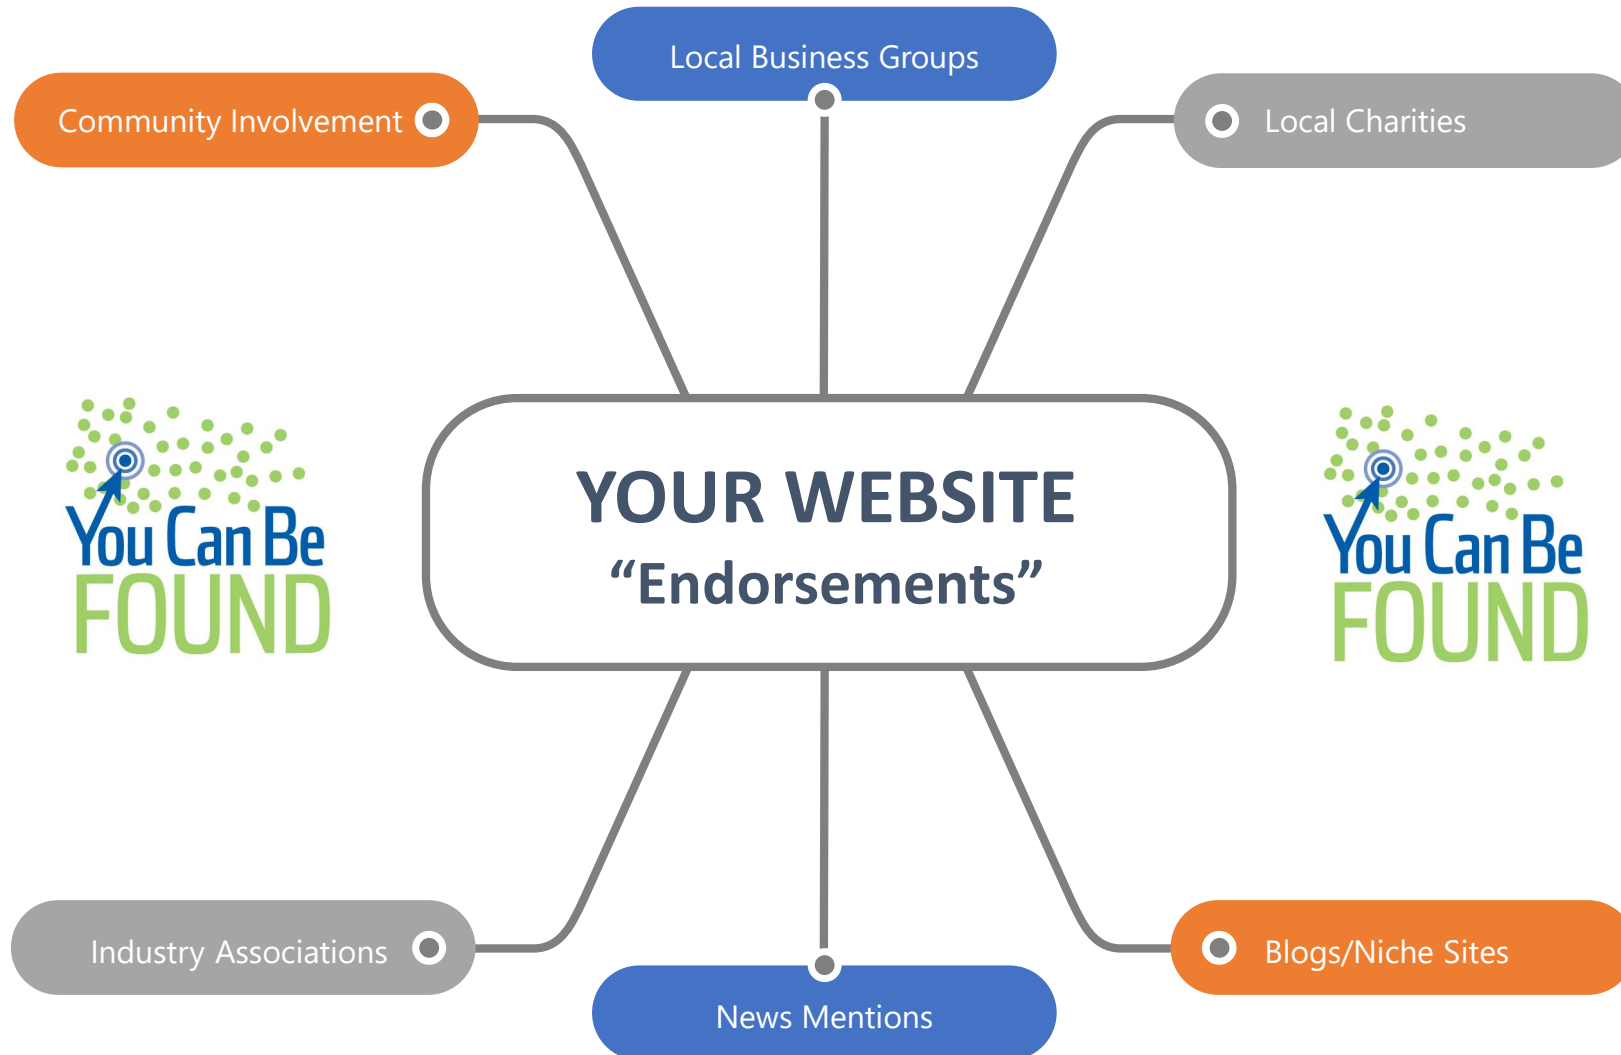 Local Business Groups
Community Involvement
Local Charities
You Can Be
FOUND
YOUR WEBSITE
“Endorsements”
You Can Be
FOUND
Industry Associations
Blogs/Niche Sites
News Mentions